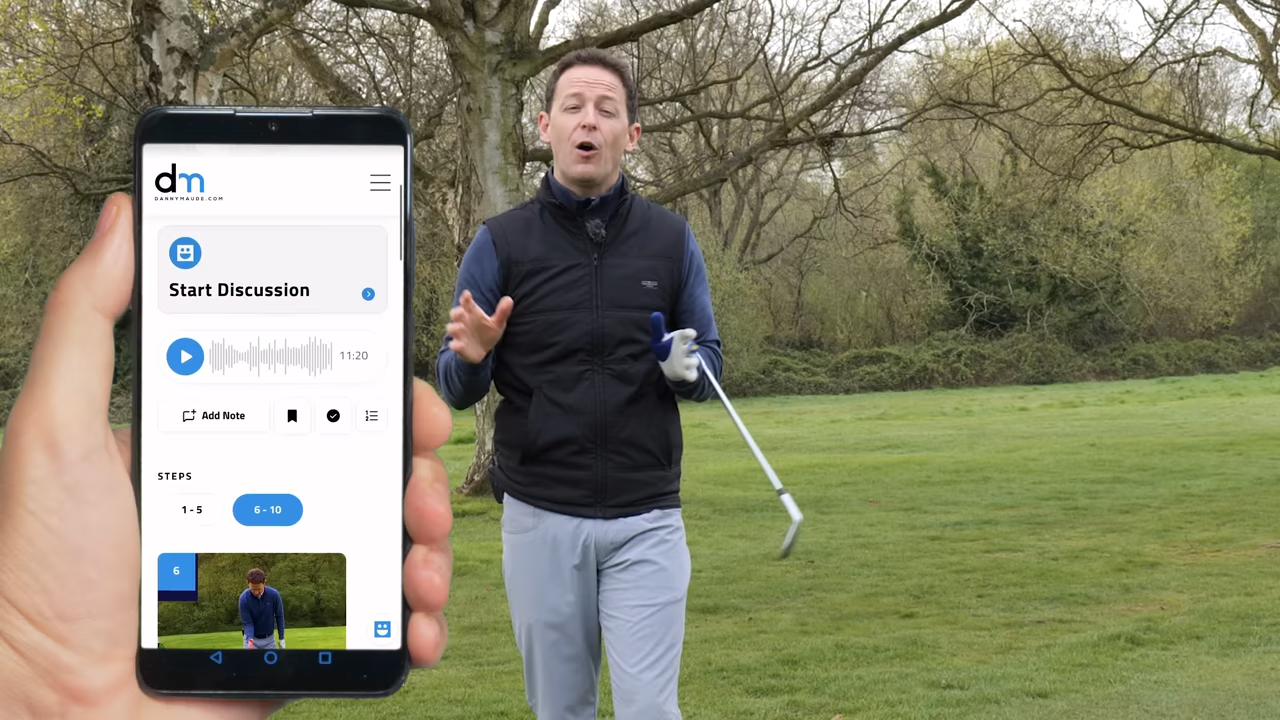 dm
DANNYMAUDE.COM
Start Discussion
11:20
Add Note
STEPS
1 - 5
6 - 10
6